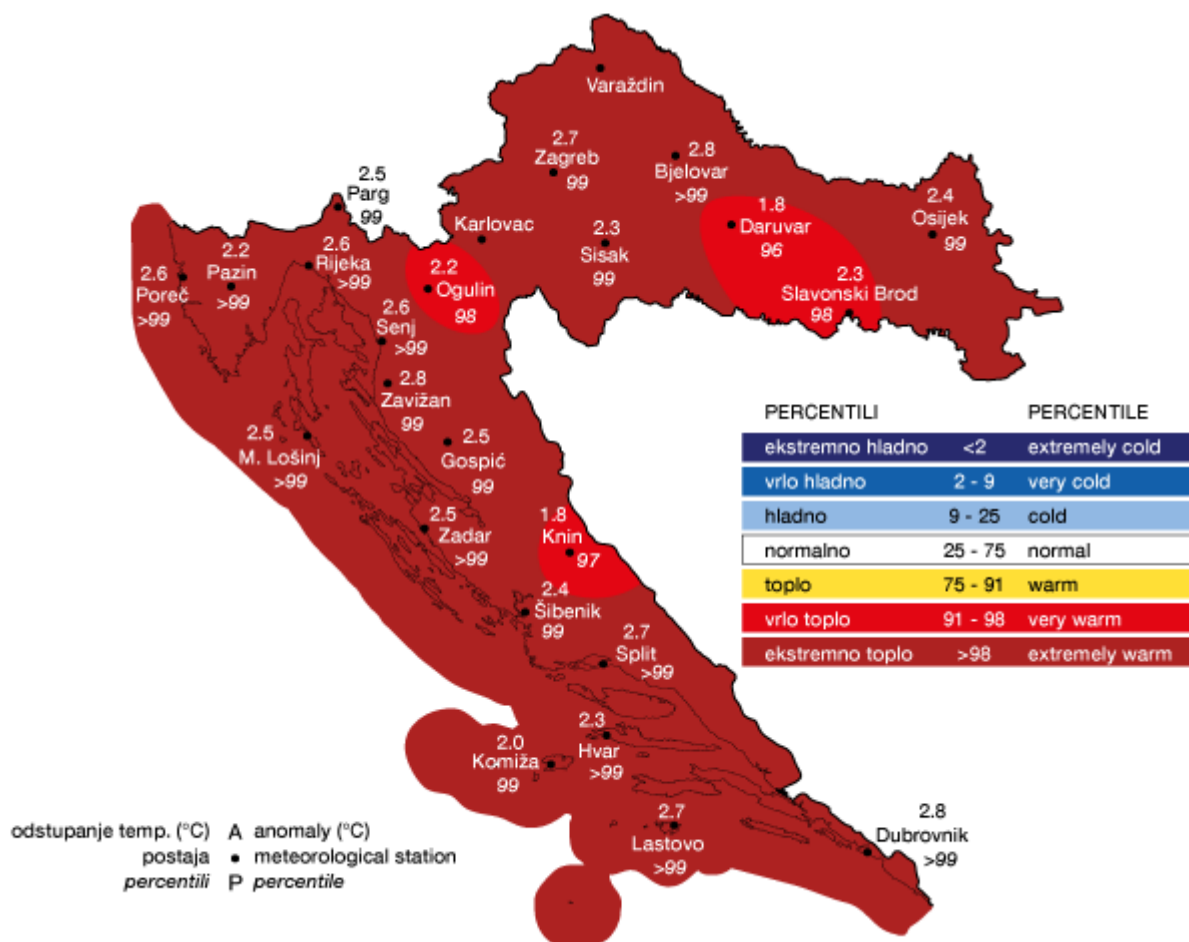 Varaždin
2.7
Zagreb
99
2.8
Bjelovar
>99
2.5
Parg
99
1.8
Daruvar
96
2.4
Osijek
99
Karlovac
2.3
Sisak
99
2.6
Poreč
>99
2.2
Pazin
>99
2.6
Rijeka
>99
2.2
Ogulin
98
2.3
Slavonski Brod
98
2.6
Senj
>99
2.8
Zavižan
99
2.5
M. Lošinj
>99
2.5
Gospić
99
2.5
Zadar
>99
1.8
Knin
97
2.4
Šibenik
99
2.7
Split
>99
2.3
Hvar
>99
2.0
Komiža
99
2.7
Lastovo
>99
2.8
Dubrovnik
>99
PERCENTILI PERCENTILE
ekstremno hladno <2 extremely cold
vrlo hladno 2 - 9 very cold
hladno 9 - 25 cold
normalno 25 - 75 normal
toplo 75 - 91 warm
vrlo toplo 91 - 98 very warm
ekstremno toplo >98 extremely warm
odstupanje temp. (°C) A anomaly (°C)
postaja • meteorological station
percentili P percentile